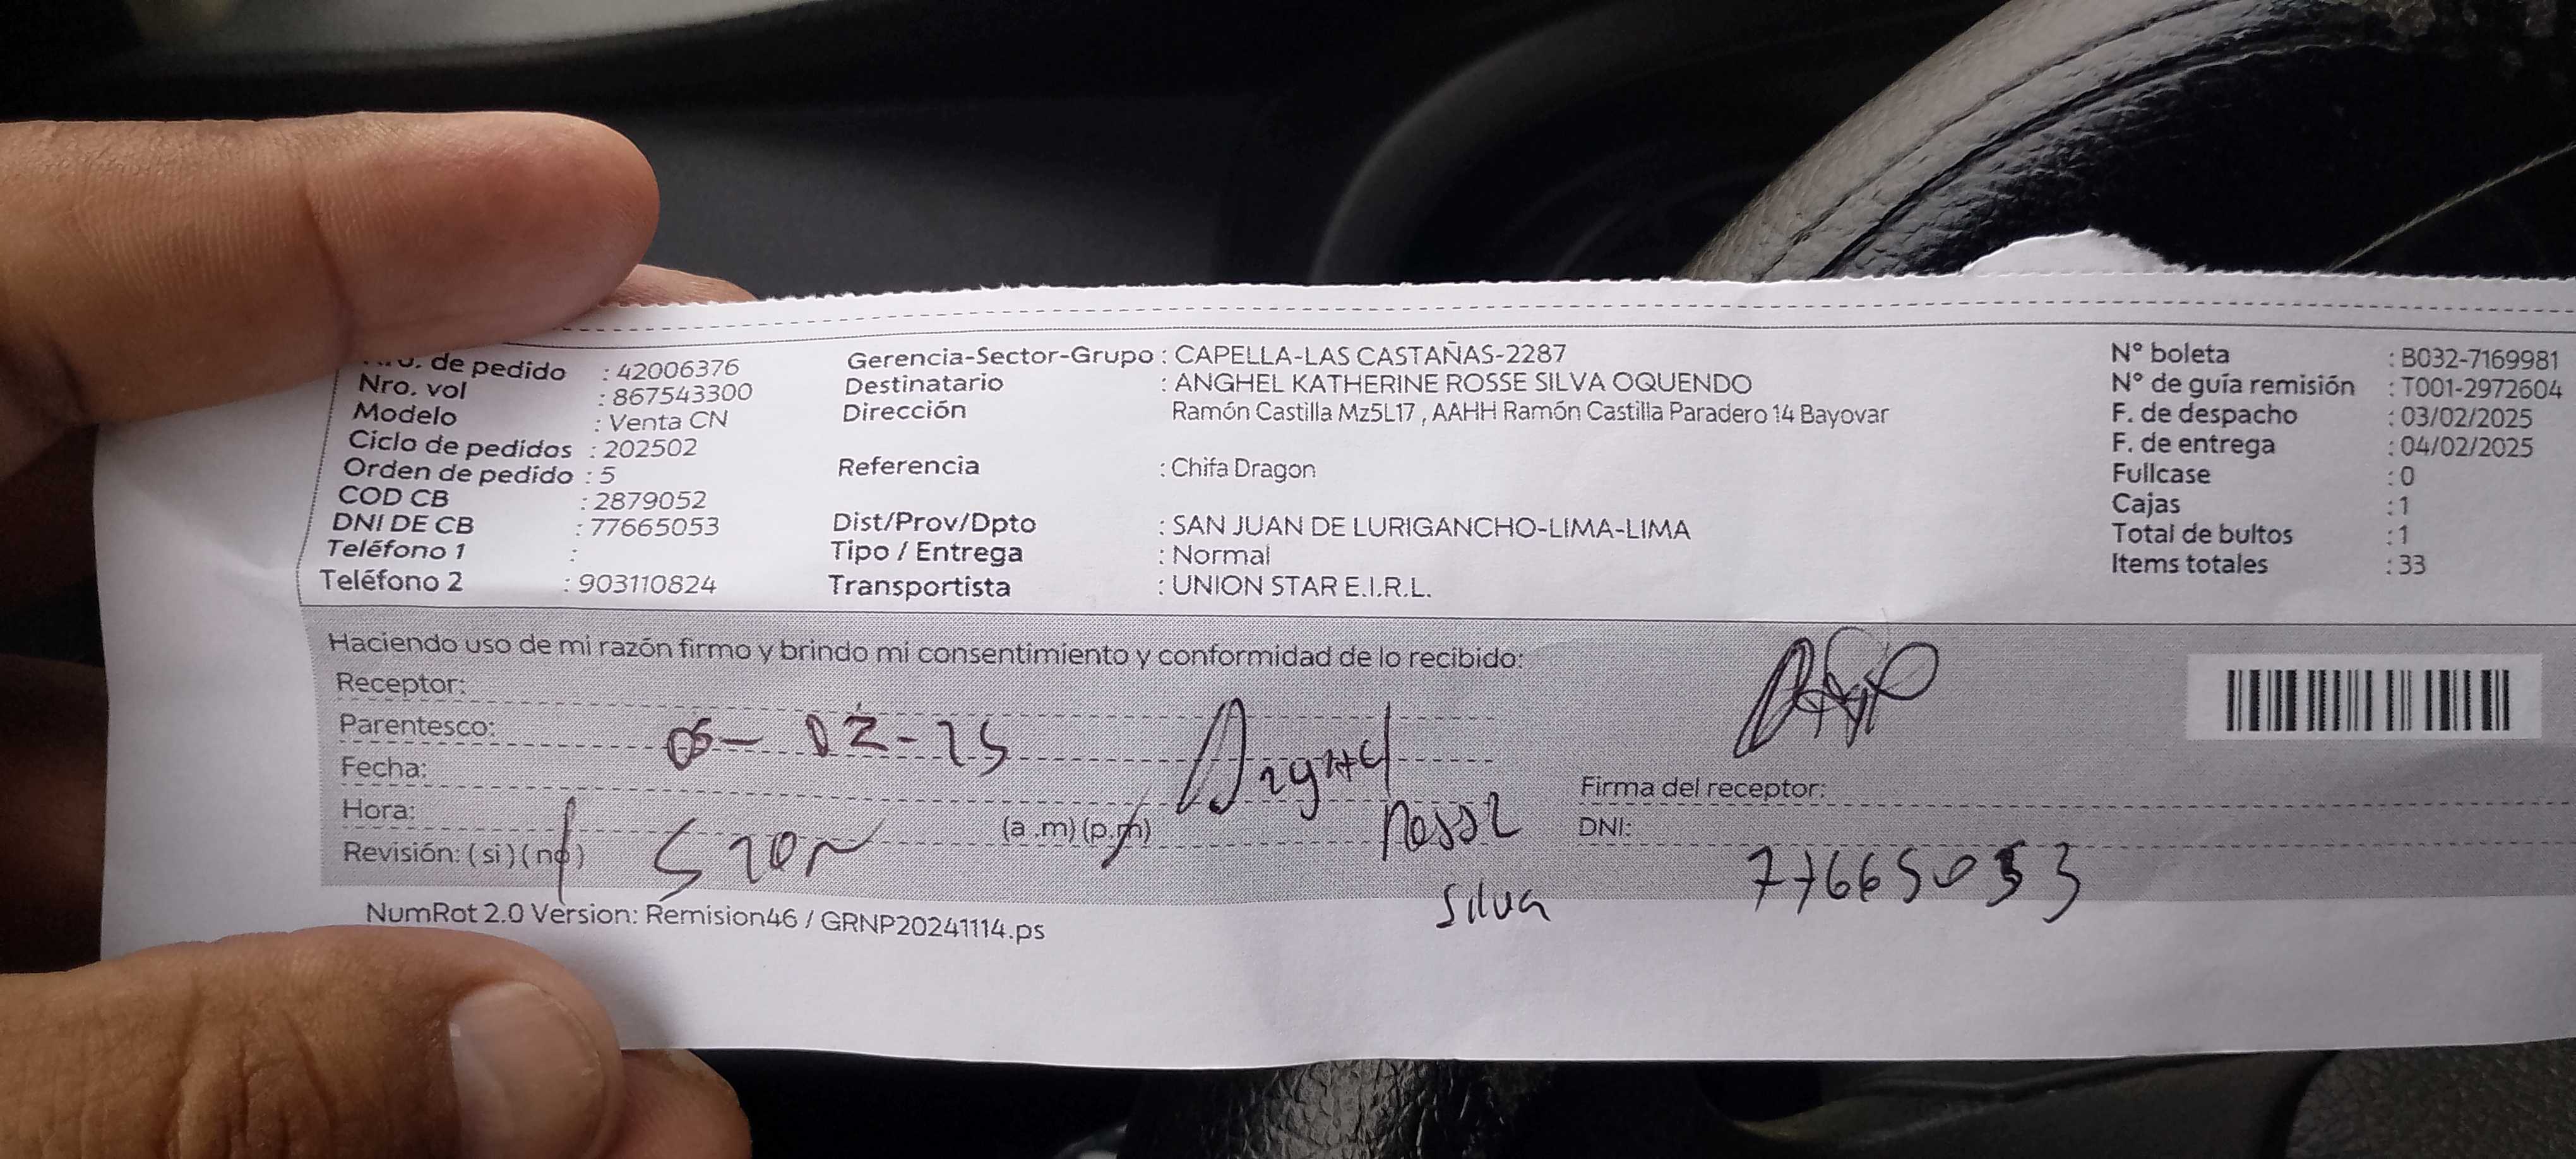 de pedido : 42006376
Nro. vol : 867543300
Modelo : Venta CN
Ciclo de pedidos : 202502
Orden de pedido : 5
COD CB : 2879052
DNI DE CB : 77665053
Teléfono 1 :
Teléfono 2 : 903110824
Gerencia-Sector-Grupo : CAPELLA-LAS CASTAÑAS-2287
Destinatario : ANGHEL KATHERINE ROSSE SILVA OQUENDO
Dirección Ramón Castilla Mz5L17 , AAHH Ramón Castilla Paradero 14 Bayovar
Referencia : Chifa Dragon
Dist/Prov/Dpto : SAN JUAN DE LURIGANCHO-LIMA-LIMA
Tipo / Entrega : Normal
Transportista : UNION STAR E.I.R.L.
N° boleta : B032-7169981
N° de guía remisión : T001-2972604
F. de despacho : 03/02/2025
F. de entrega : 04/02/2025
Fullcase : 0
Cajas : 1
Total de bultos : 1
Items totales : 33
Haciendo uso de mi razón firmo y brindo mi consentimiento y conformidad de lo recibido:
Receptor:
Parentesco:
05- 02-25
Fecha:
Hora: (a .m) (p.m)
Revisión: ( si ) ( no )
Silva
Firma del receptor:
DNI:
77665053
NumRot 2.0 Version: Remision46 / GRNP20241114.ps